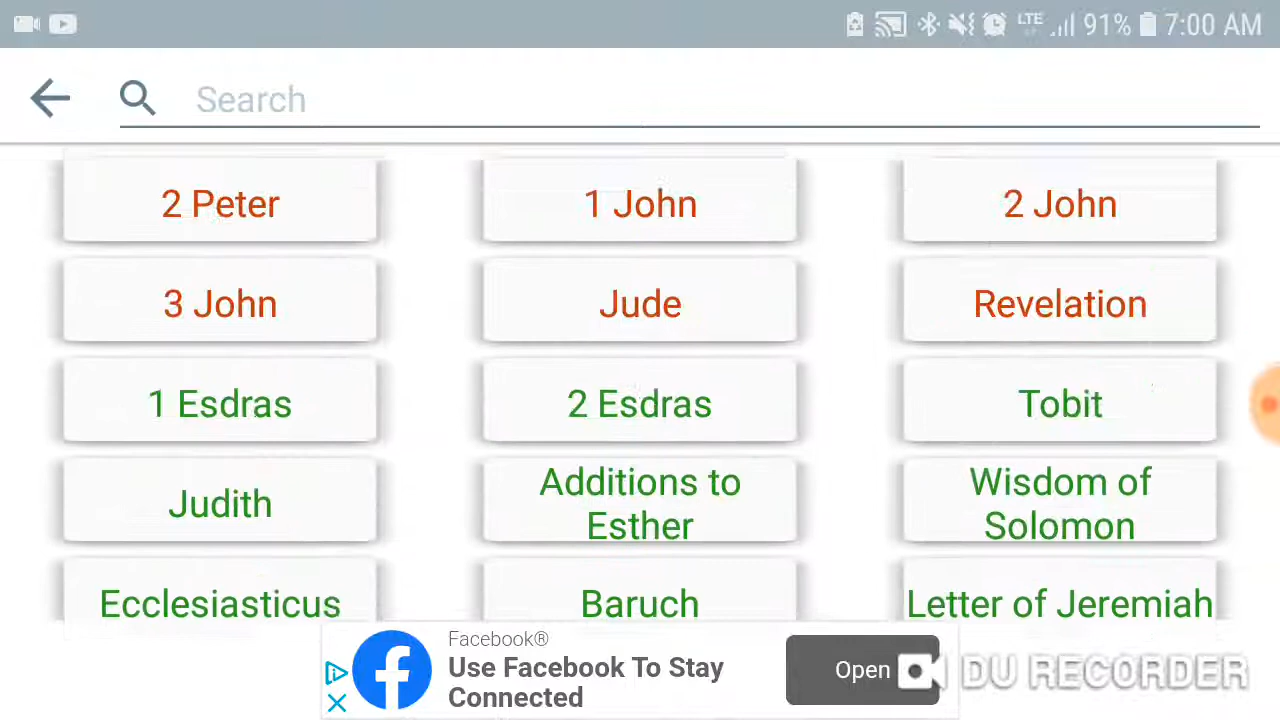 LTE 91% 7:00 AM
Search
2 Peter 1 John 2 John
3 John Jude Revelation
1 Esdras 2 Esdras Tobit
Judith
Additions to
Esther
Wisdom of
Solomon
Ecclesiasticus Baruch Letter of Jeremiah
Facebook®
Use Facebook To Stay
Connected
Open
DU RECORDER